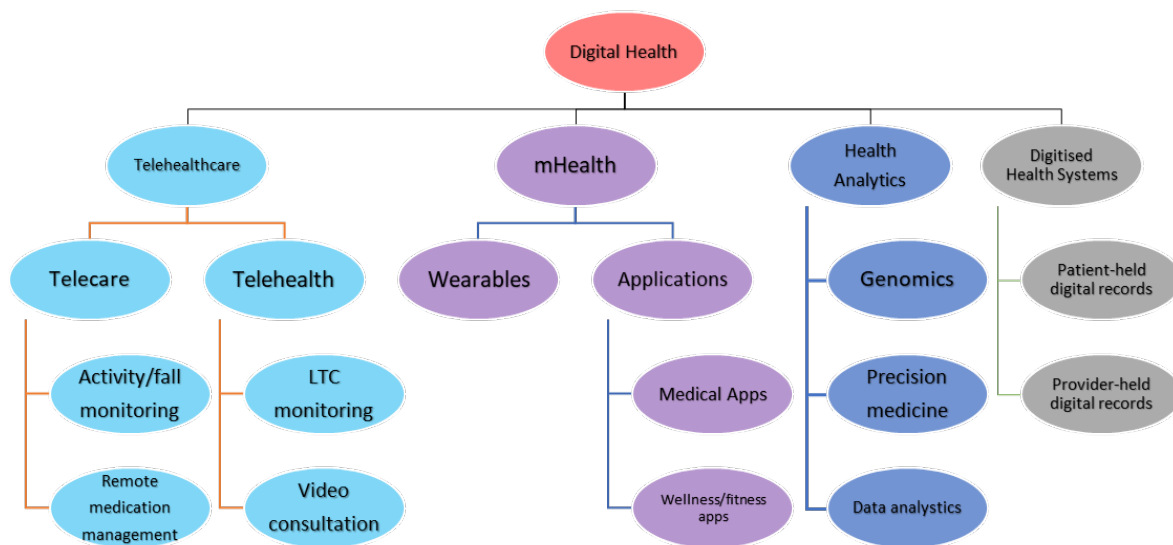 Digital Health
Telehealthcare
mHealth
Health
Analytics
Digitised
Health Systems
Telecare
Telehealth
Wearables
Applications
Genomics
Patient-held
digital records
Activity/fall
monitoring
LTC
monitoring
Medical Apps
Precision
medicine
Provider-held
digital records
Remote
medication
management
Video
consultation
Wellness/fitness
apps
Data analystics